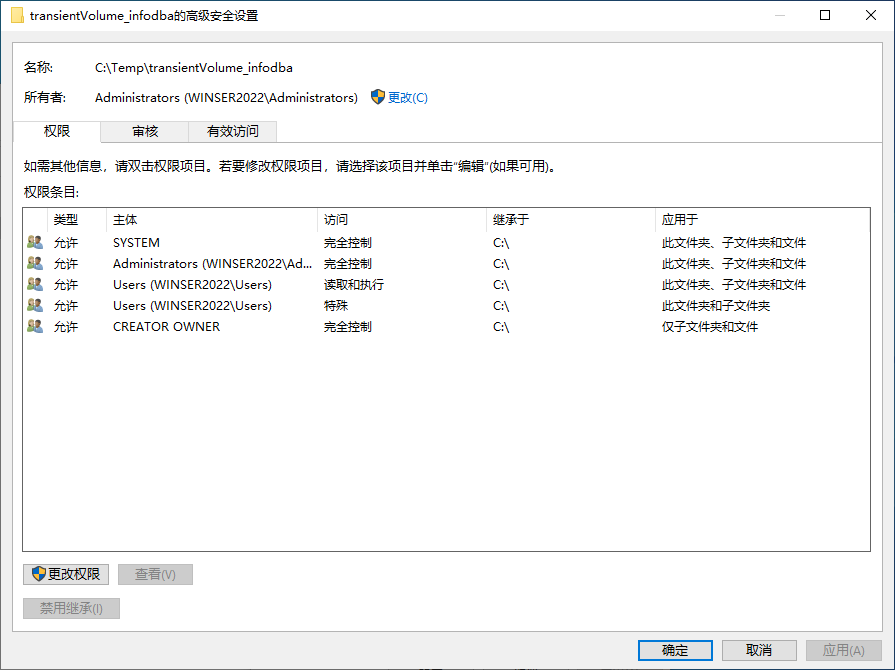 transientVolume_infodba的高级安全设置
名称: C:\Temp\transientVolume_infodba
所有者: Administrators (WINSER2022\Administrators) 更改(C)
权限 审核 有效访问
如需其他信息，请双击权限项目。若要修改权限项目，请选择该项目并单击"编辑"(如果可用)。
权限条目:
类型 主体 访问 继承于 应用于
允许 SYSTEM 完全控制 C:\ 此文件夹、子文件夹和文件
允许 Administrators (WINSER2022\Ad... 完全控制 C:\ 此文件夹、子文件夹和文件
允许 Users (WINSER2022\Users) 读取和执行 C:\ 此文件夹、子文件夹和文件
允许 Users (WINSER2022\Users) 特殊 C:\ 此文件夹和子文件夹
允许 CREATOR OWNER 完全控制 C:\ 仅子文件夹和文件
更改权限 查看(V)
禁用继承(I)
确定 取消 应用(A)